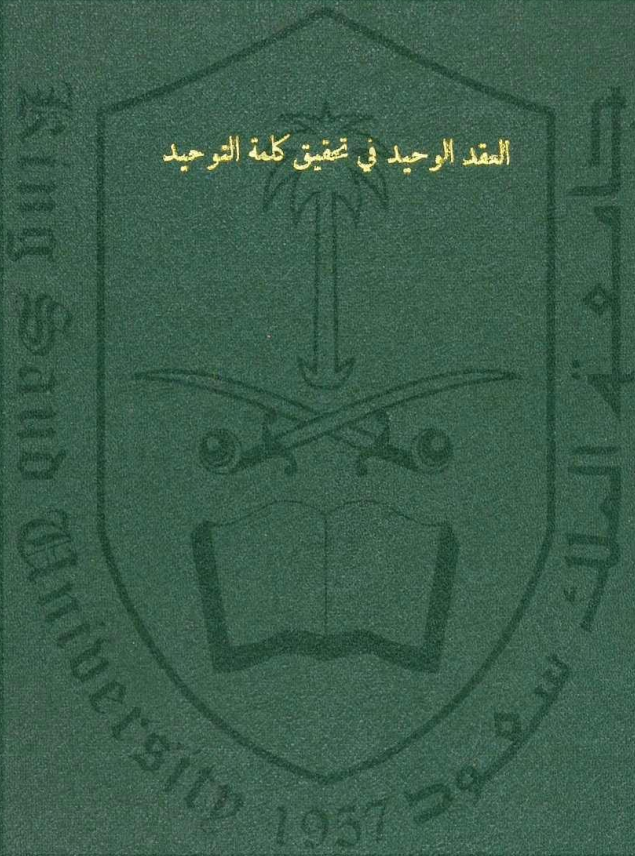 العقد الوحيد في تحقيق كلمة التوحيد
King Saud University
1957
جامعة الملك سعود